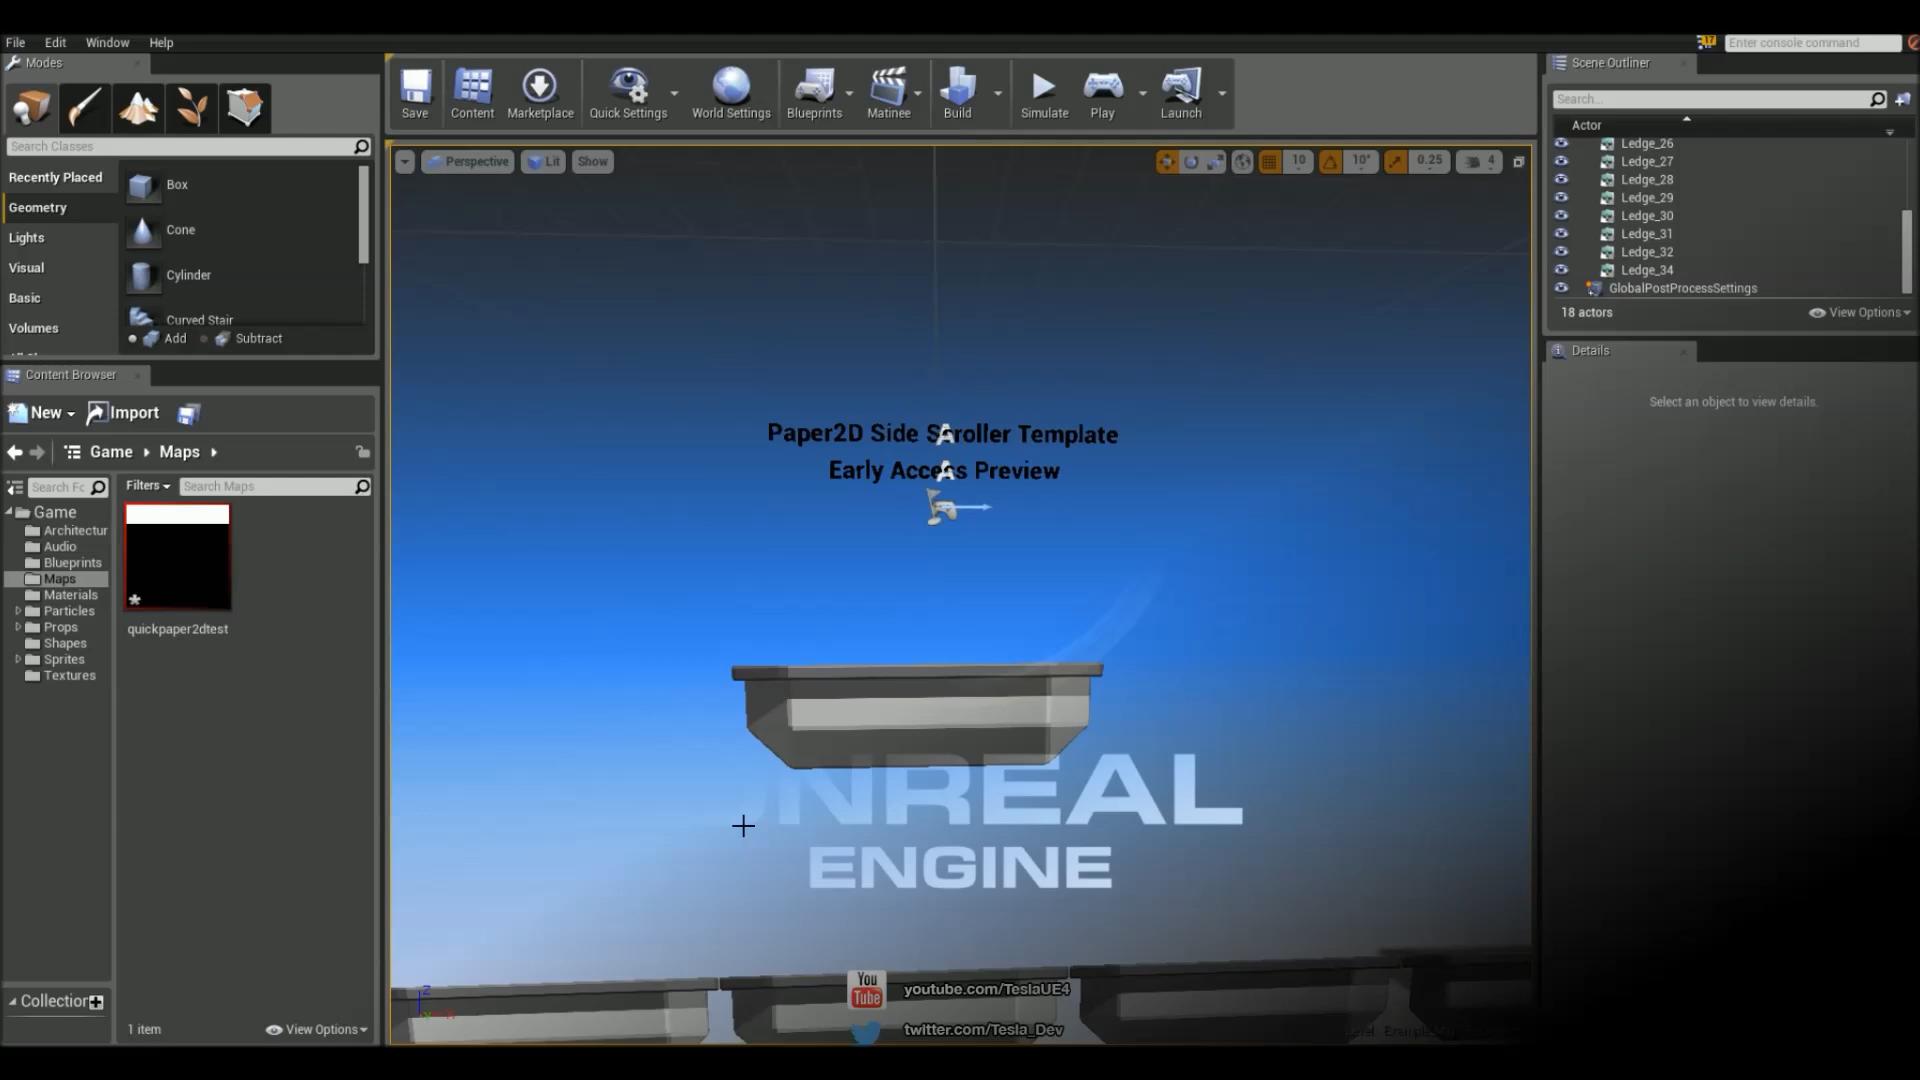 File Edit Window Help
Enter console command
17
Modes
Save Content Marketplace Quick Settings World Settings Blueprints Matinee Build Simulate Play Launch
Scene Outliner
Search...
Actor
Ledge_26
Ledge_27
Ledge_28
Ledge_29
Ledge_30
Ledge_31
Ledge_32
Ledge_34
GlobalPostProcessSettings
18 actors
View Options
Details
Select an object to view details.
Search Classes
Recently Placed
Geometry
Lights
Visual
Basic
Volumes
Box
Cone
Cylinder
Curved Stair
Add Subtract
Perspective Lit Show
10 10° 0.25 4
Content Browser
New Import
Game Maps
Search Fc
Filters Search Maps
Game
Architectur
Audio
Blueprints
Maps
Materials
Particles
Props
Shapes
Sprites
Textures
quickpaper2dtest
Collection
1 item
View Options
Paper2D Side Scroller Template
Early Access Preview
UNREAL
ENGINE
You
Tube
youtube.com/TeslaUE4
twitter.com/Tesla_Dev